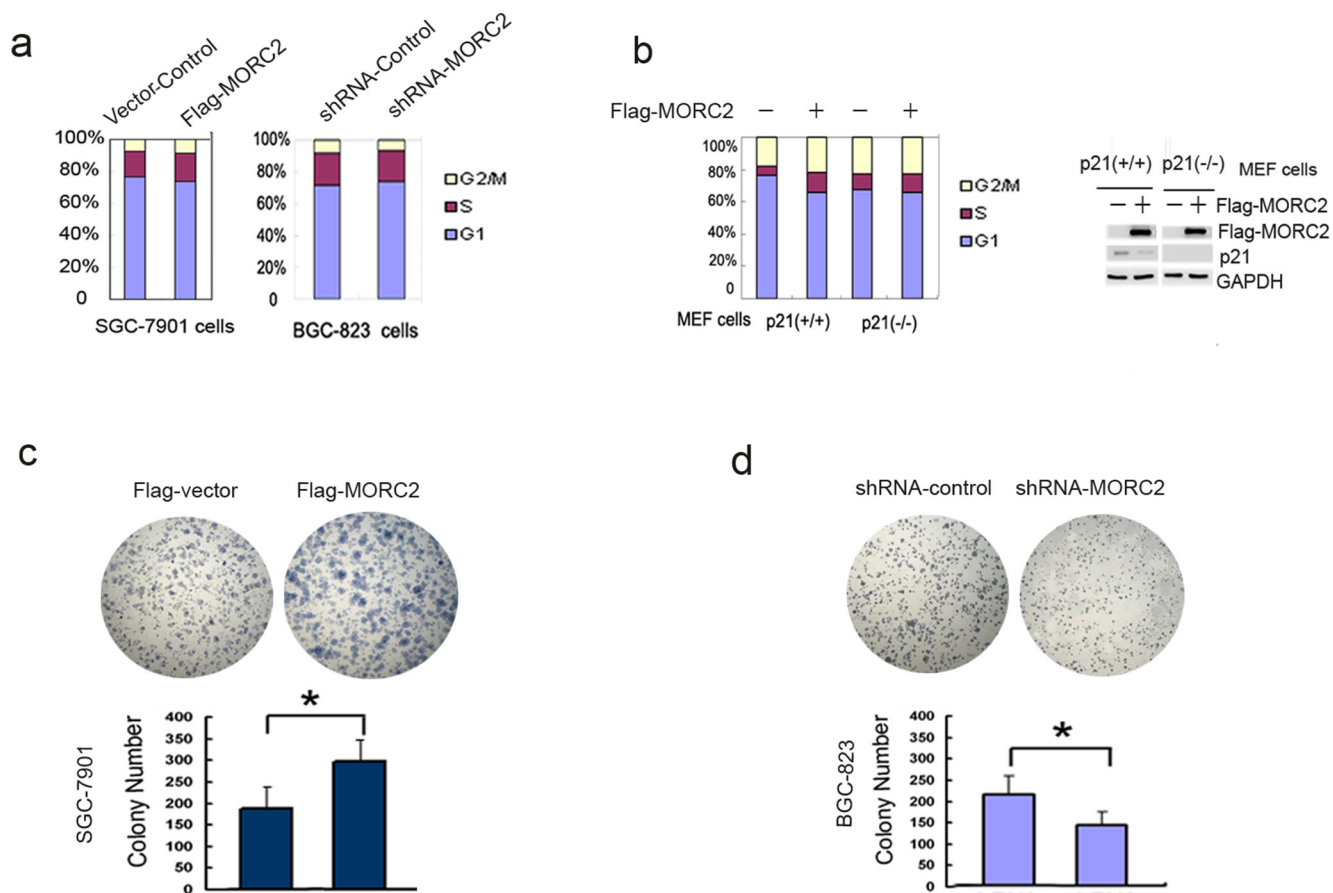 a
Vector-Control
Flag-MORC2
shRNA-Control
shRNA-MORC2
100%
80%
60%
40%
20%
0
SGC-7901 cells
100%
80%
60%
40%
20%
0
BGC-823 cells
G2/M
S
G1
b
Flag-MORC2 − + − +
100%
80%
60%
40%
20%
0
MEF cells p21(+/+) p21(-/-)
G2/M
S
G1
p21(+/+) p21(-/-) MEF cells
− + − + Flag-MORC2
Flag-MORC2
p21
GAPDH
c
Flag-vector Flag-MORC2
SGC-7901
Colony Number
400
350
300
250
200
150
100
50
0
*
d
shRNA-control shRNA-MORC2
BGC-823
Colony Number
400
350
300
250
200
150
100
50
0
*